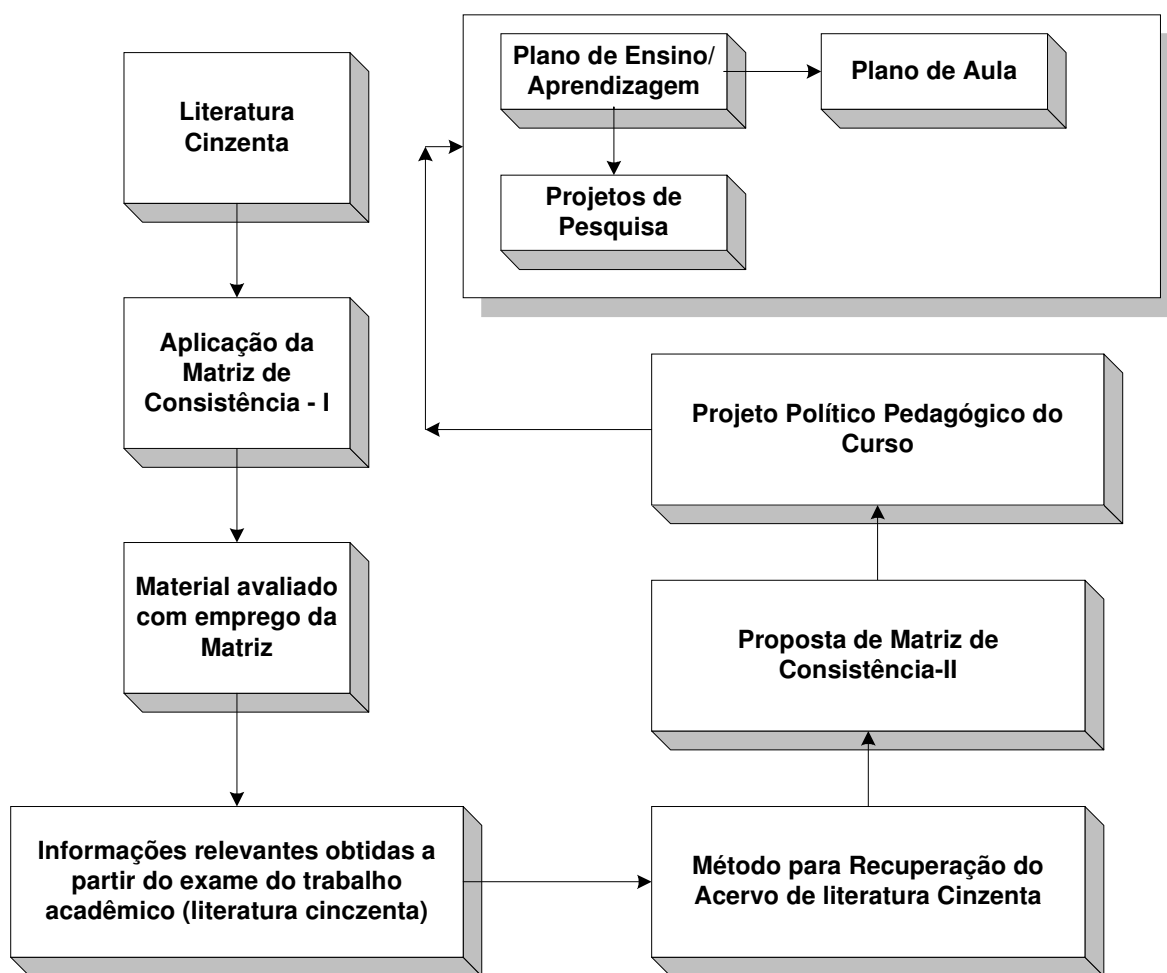 Literatura
Cinzenta
Aplicação da
Matriz de
Consistência - I
Material avaliado
com emprego da
Matriz
Informações relevantes obtidas a
partir do exame do trabalho
acadêmico (literatura cinczenta)
Método para Recuperação do
Acervo de literatura Cinzenta
Proposta de Matriz de
Consistência-II
Projeto Político Pedagógico do
Curso
Plano de Ensino/
Aprendizagem
Plano de Aula
Projetos de
Pesquisa